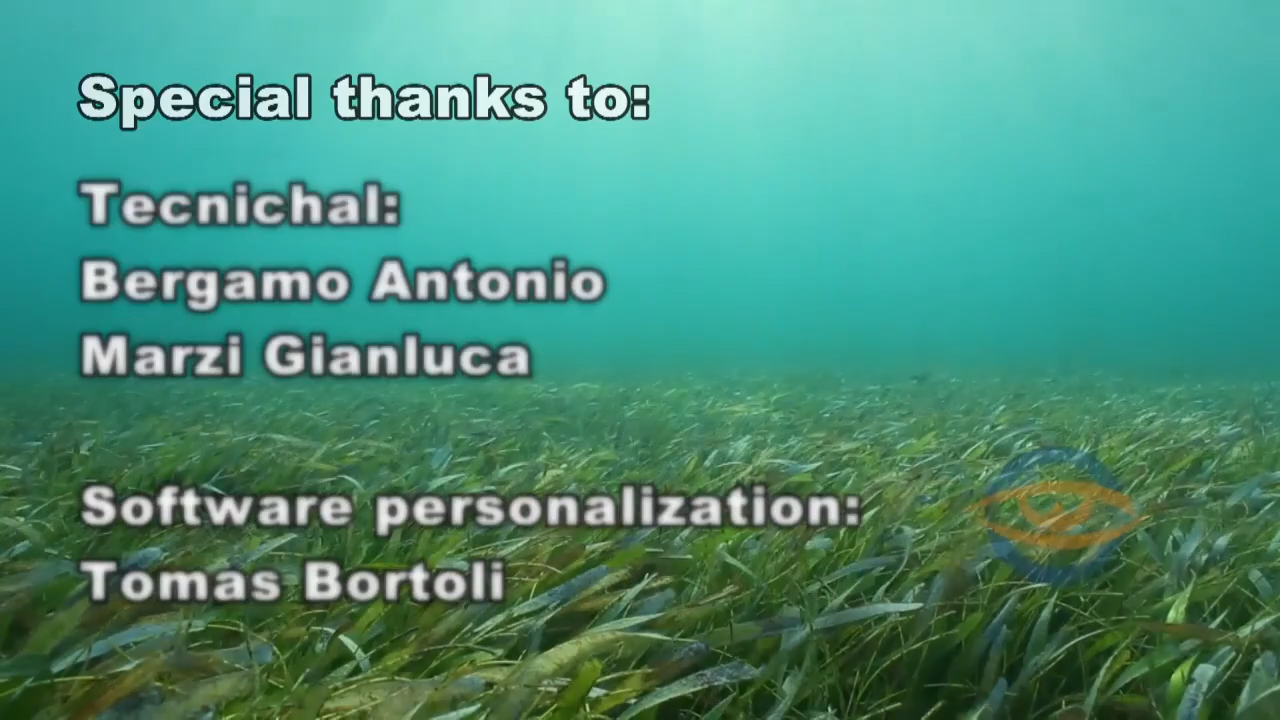 Special thanks to:
Tecnichal:
Bergamo Antonio
Marzi Gianluca
Software personalization:
Tomas Bortoli